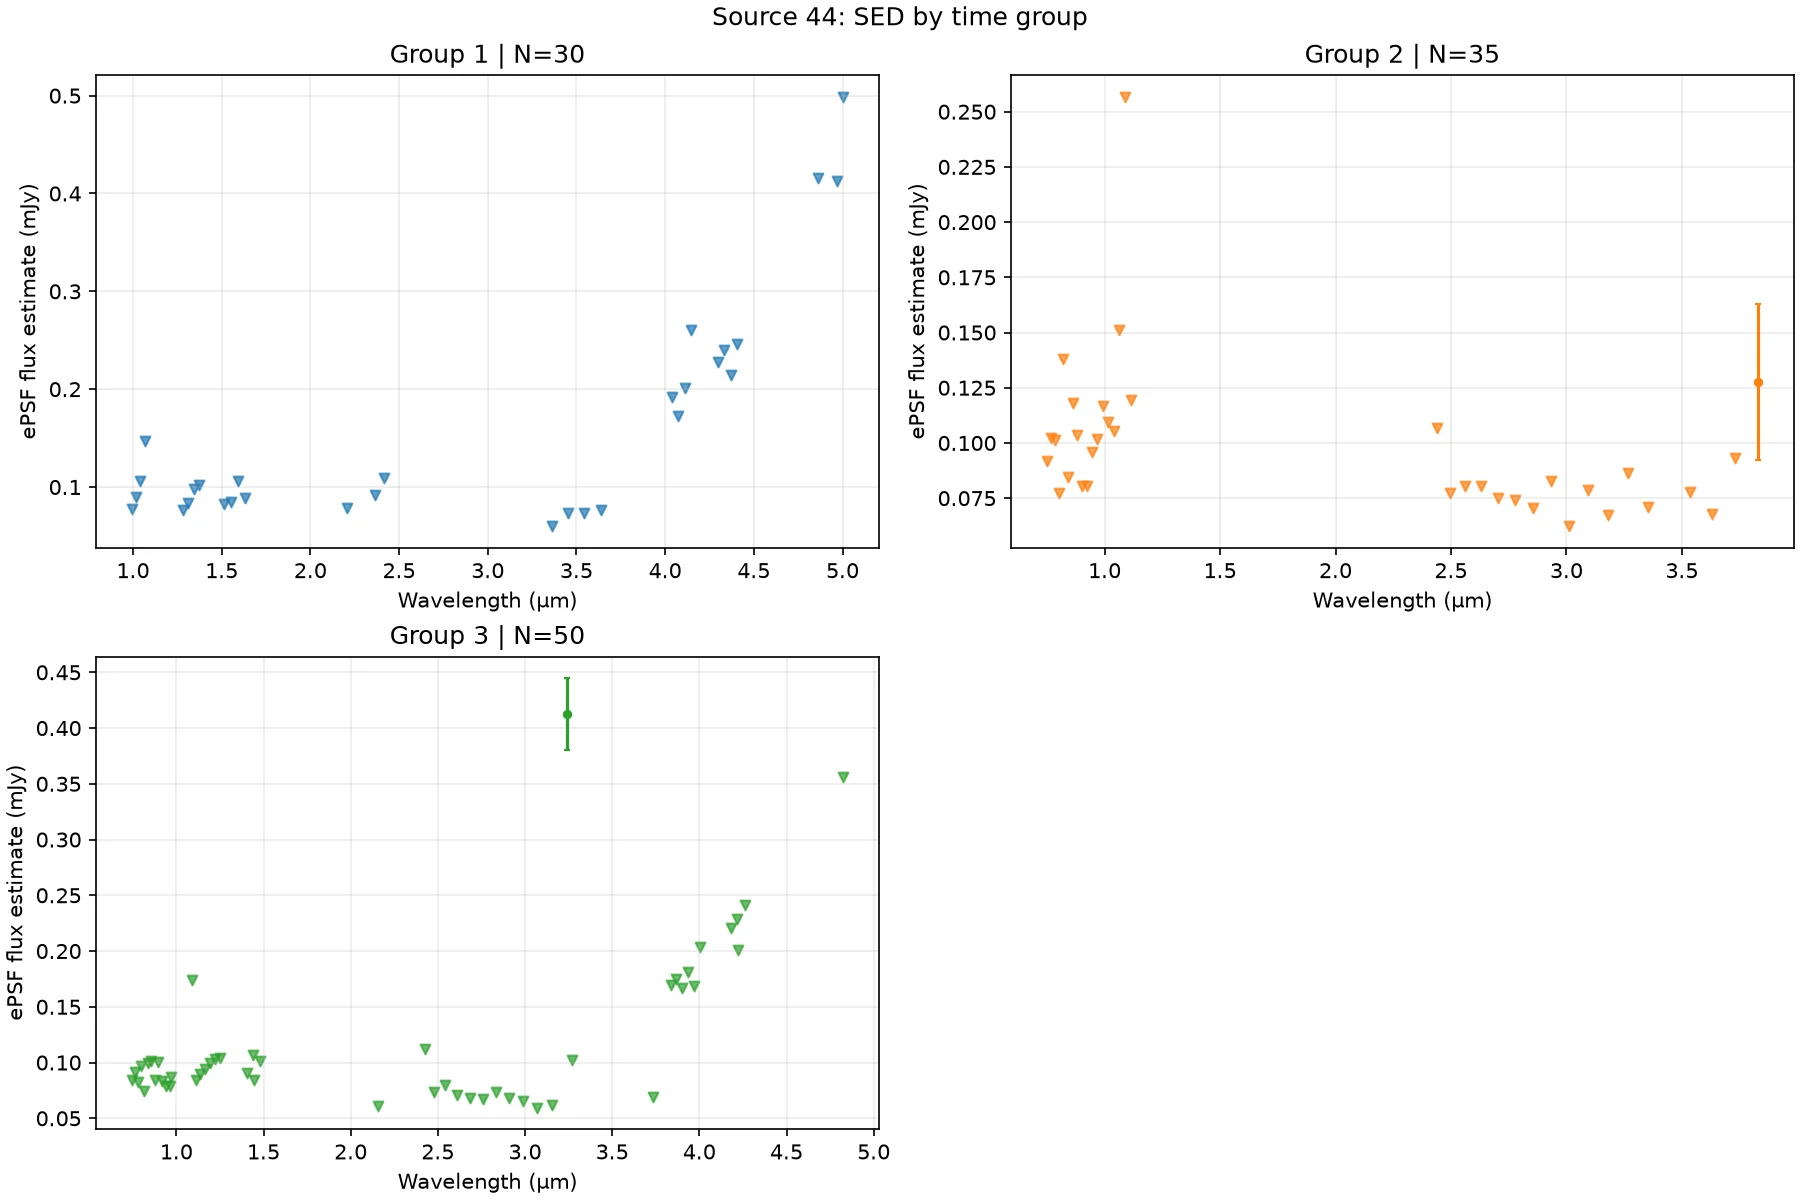 Source 44: SED by time group
Group 1 | N=30
ePSF flux estimate (mJy)
0.5
0.4
0.3
0.2
0.1
1.0 1.5 2.0 2.5 3.0 3.5 4.0 4.5 5.0
Wavelength (μm)
Group 2 | N=35
ePSF flux estimate (mJy)
0.250
0.225
0.200
0.175
0.150
0.125
0.100
0.075
1.0 1.5 2.0 2.5 3.0 3.5
Wavelength (μm)
Group 3 | N=50
ePSF flux estimate (mJy)
0.45
0.40
0.35
0.30
0.25
0.20
0.15
0.10
0.05
1.0 1.5 2.0 2.5 3.0 3.5 4.0 4.5 5.0
Wavelength (μm)